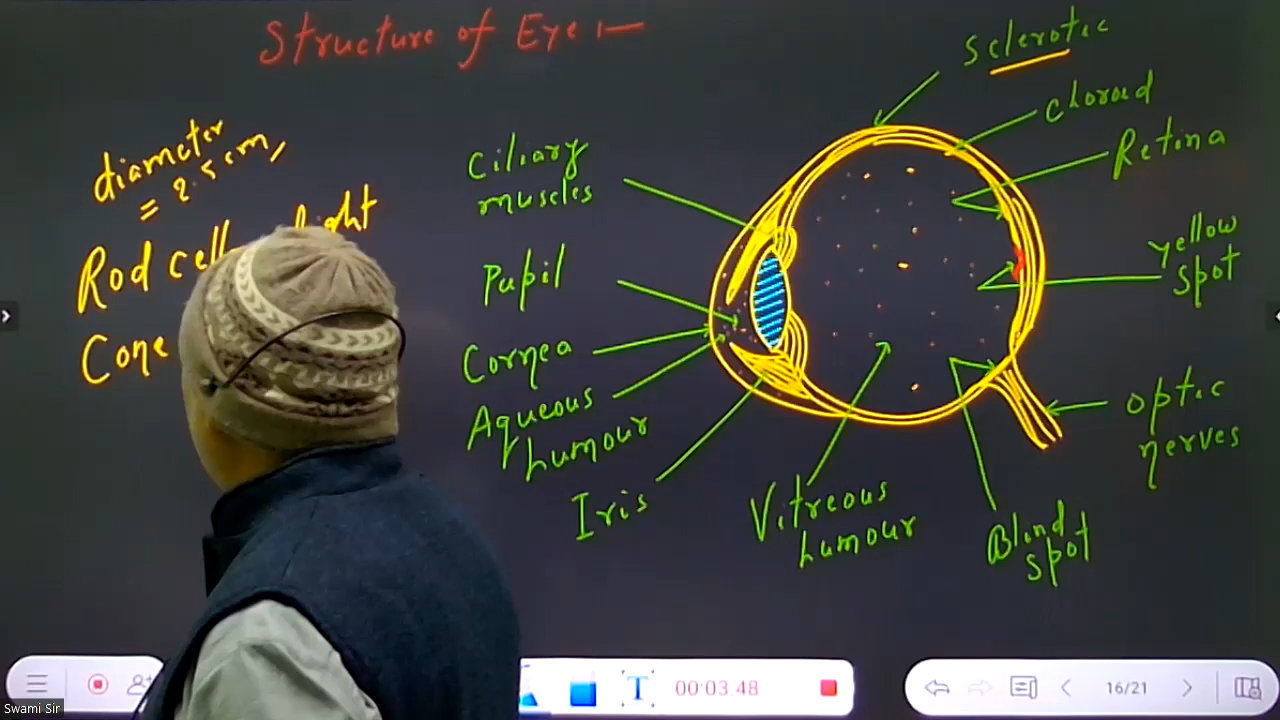 Structure of Eye :-
diameter
= 2.5 cm,
Rod cell
Cone
Ciliary
muscles
Pupil
Cornea
Aqueous
humour
Iris
Vitreous
humour
Blind
spot
Sclerotic
Choroid
Retina
yellow
spot
optic
nerves
T
00:03 48
16/21
Swami Sir